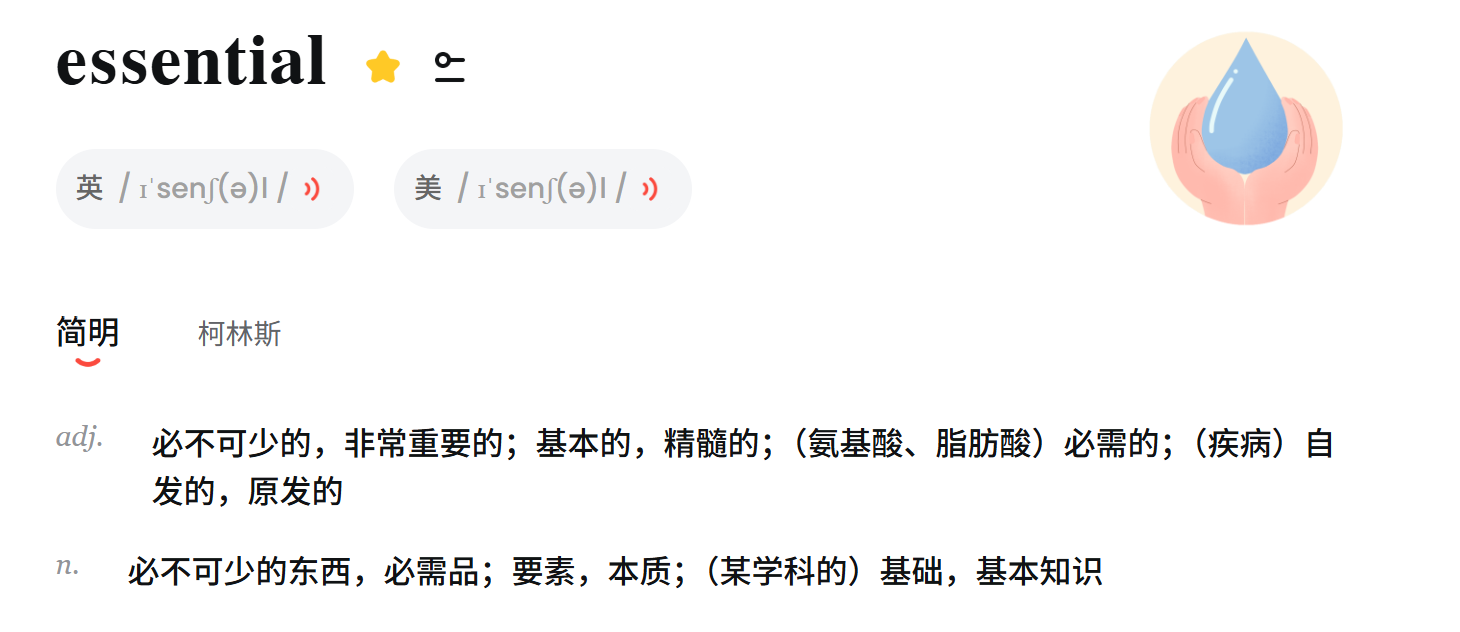 essential
英 / ɪˈsenʃ(ə)l / 美 / ɪˈsenʃ(ə)l /
简明 柯林斯
adj. 必不可少的，非常重要的；基本的，精髓的；（氨基酸、脂肪酸）必需的；（疾病）自
发的，原发的
n. 必不可少的东西，必需品；要素，本质；（某学科的）基础，基本知识